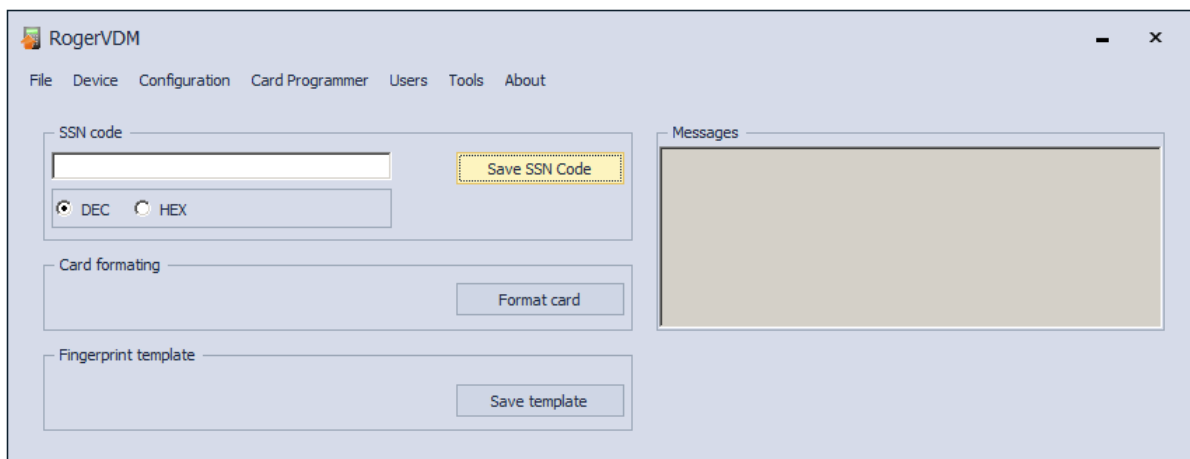 RogerVDM
File Device Configuration Card Programmer Users Tools About
SSN code
Save SSN Code
DEC HEX
Card formating
Format card
Fingerprint template
Save template
Messages